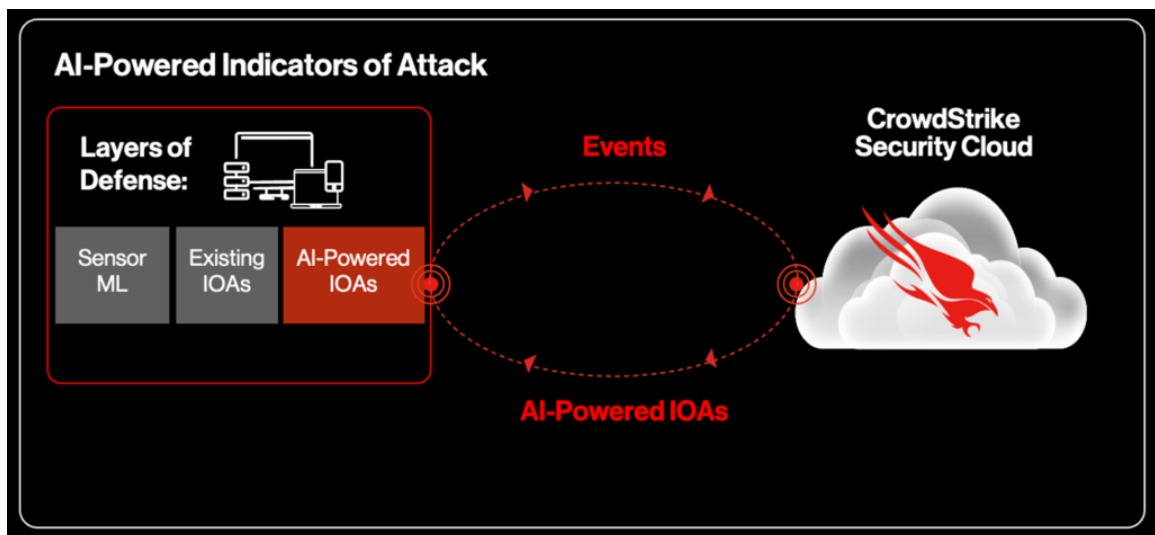 AI-Powered Indicators of Attack
Layers of
Defense:
Sensor
ML
Existing
IOAs
AI-Powered
IOAs
Events
AI-Powered IOAs
CrowdStrike
Security Cloud